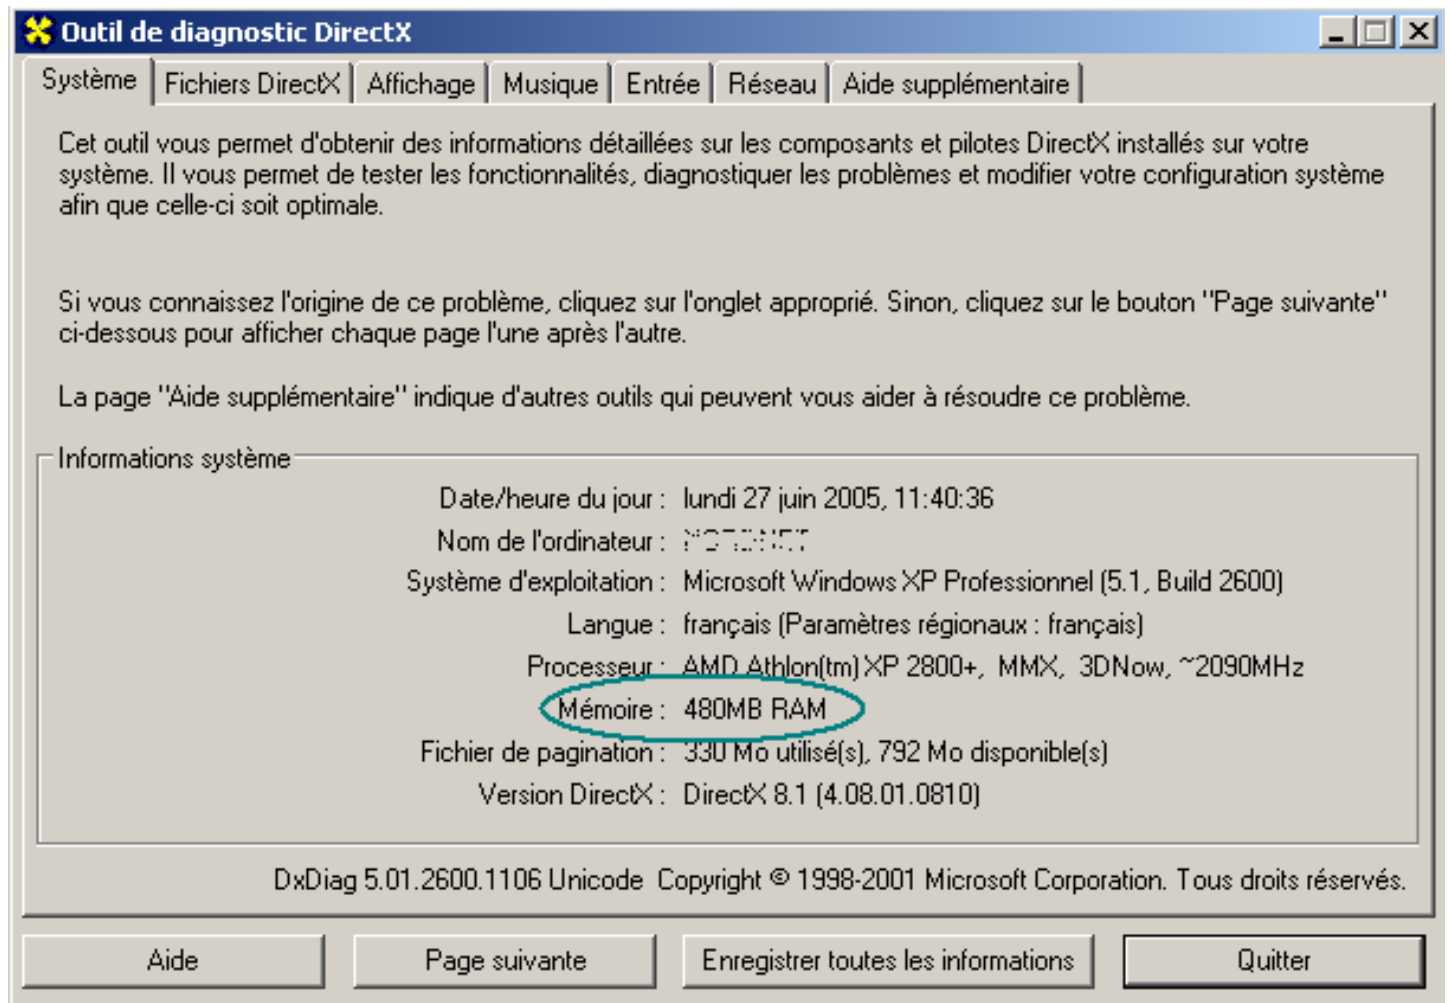 Outil de diagnostic DirectX
Système Fichiers DirectX Affichage Musique Entrée Réseau Aide supplémentaire
Cet outil vous permet d'obtenir des informations détaillées sur les composants et pilotes DirectX installés sur votre
système. Il vous permet de tester les fonctionnalités, diagnostiquer les problèmes et modifier votre configuration système
afin que celle-ci soit optimale.
Si vous connaissez l'origine de ce problème, cliquez sur l'onglet approprié. Sinon, cliquez sur le bouton "Page suivante"
ci-dessous pour afficher chaque page l'une après l'autre.
La page "Aide supplémentaire" indique d'autres outils qui peuvent vous aider à résoudre ce problème.
Informations système
Date/heure du jour : lundi 27 juin 2005, 11:40:36
Nom de l'ordinateur :
Système d'exploitation : Microsoft Windows XP Professionnel (5.1, Build 2600)
Langue : français (Paramètres régionaux : français)
Processeur : AMD Athlon(tm) XP 2800+, MMX, 3DNow, ~2090MHz
Mémoire : 480MB RAM
Fichier de pagination : 330 Mo utilisé(s), 792 Mo disponible(s)
Version DirectX : DirectX 8.1 (4.08.01.0810)
DxDiag 5.01.2600.1106 Unicode Copyright © 1998-2001 Microsoft Corporation. Tous droits réservés.
Aide Page suivante Enregistrer toutes les informations Quitter